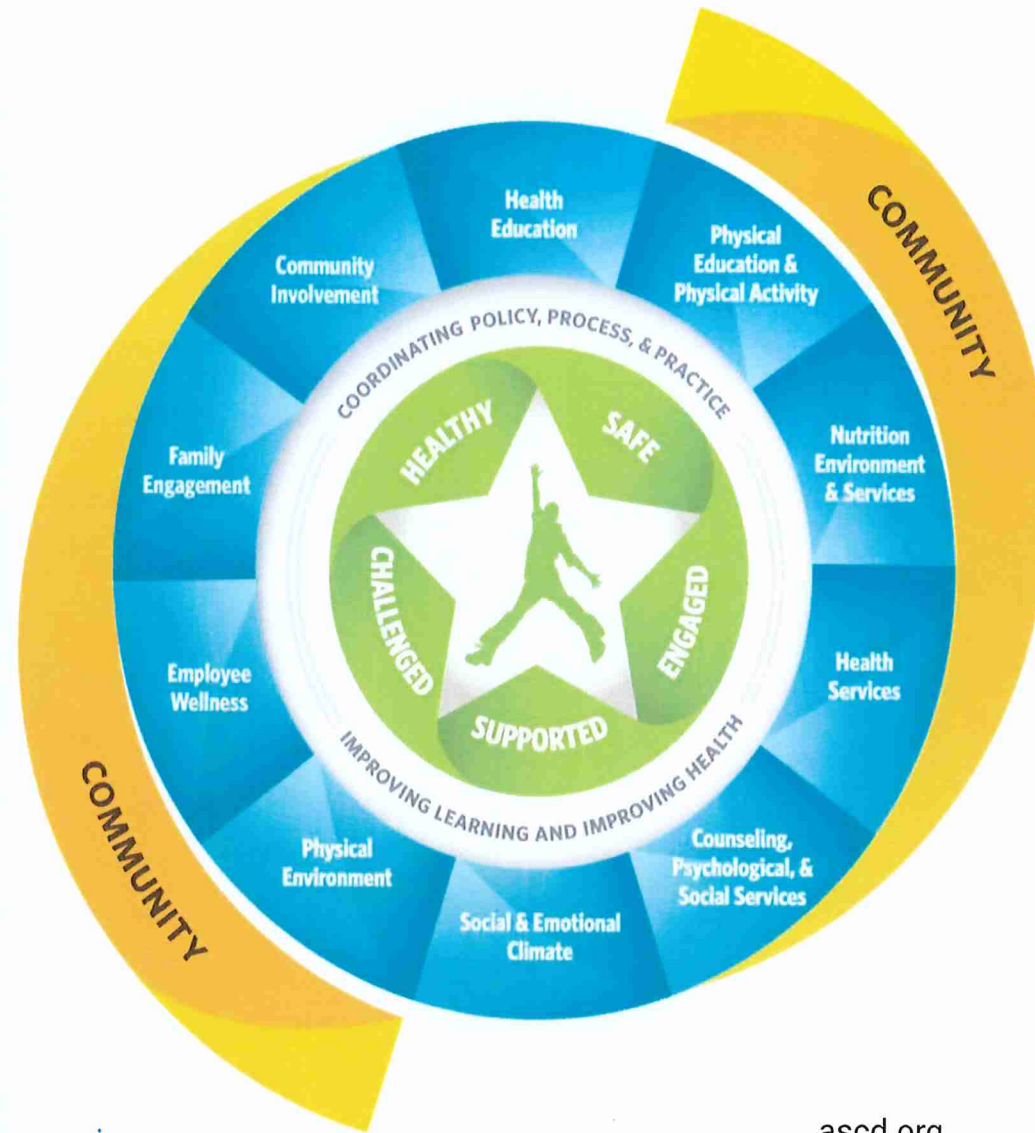 COMMUNITY
Health
Education
Physical
Education &
Physical Activity
Nutrition
Environment
& Services
Health
Services
Counseling,
Psychological, &
Social Services
Social & Emotional
Climate
Physical
Environment
Employee
Wellness
Family
Engagement
Community
Involvement
COORDINATING POLICY, PROCESS, & PRACTICE
IMPROVING LEARNING AND IMPROVING HEALTH
HEALTHY
SAFE
ENGAGED
SUPPORTED
CHALLENGED
COMMUNITY
ascd.org